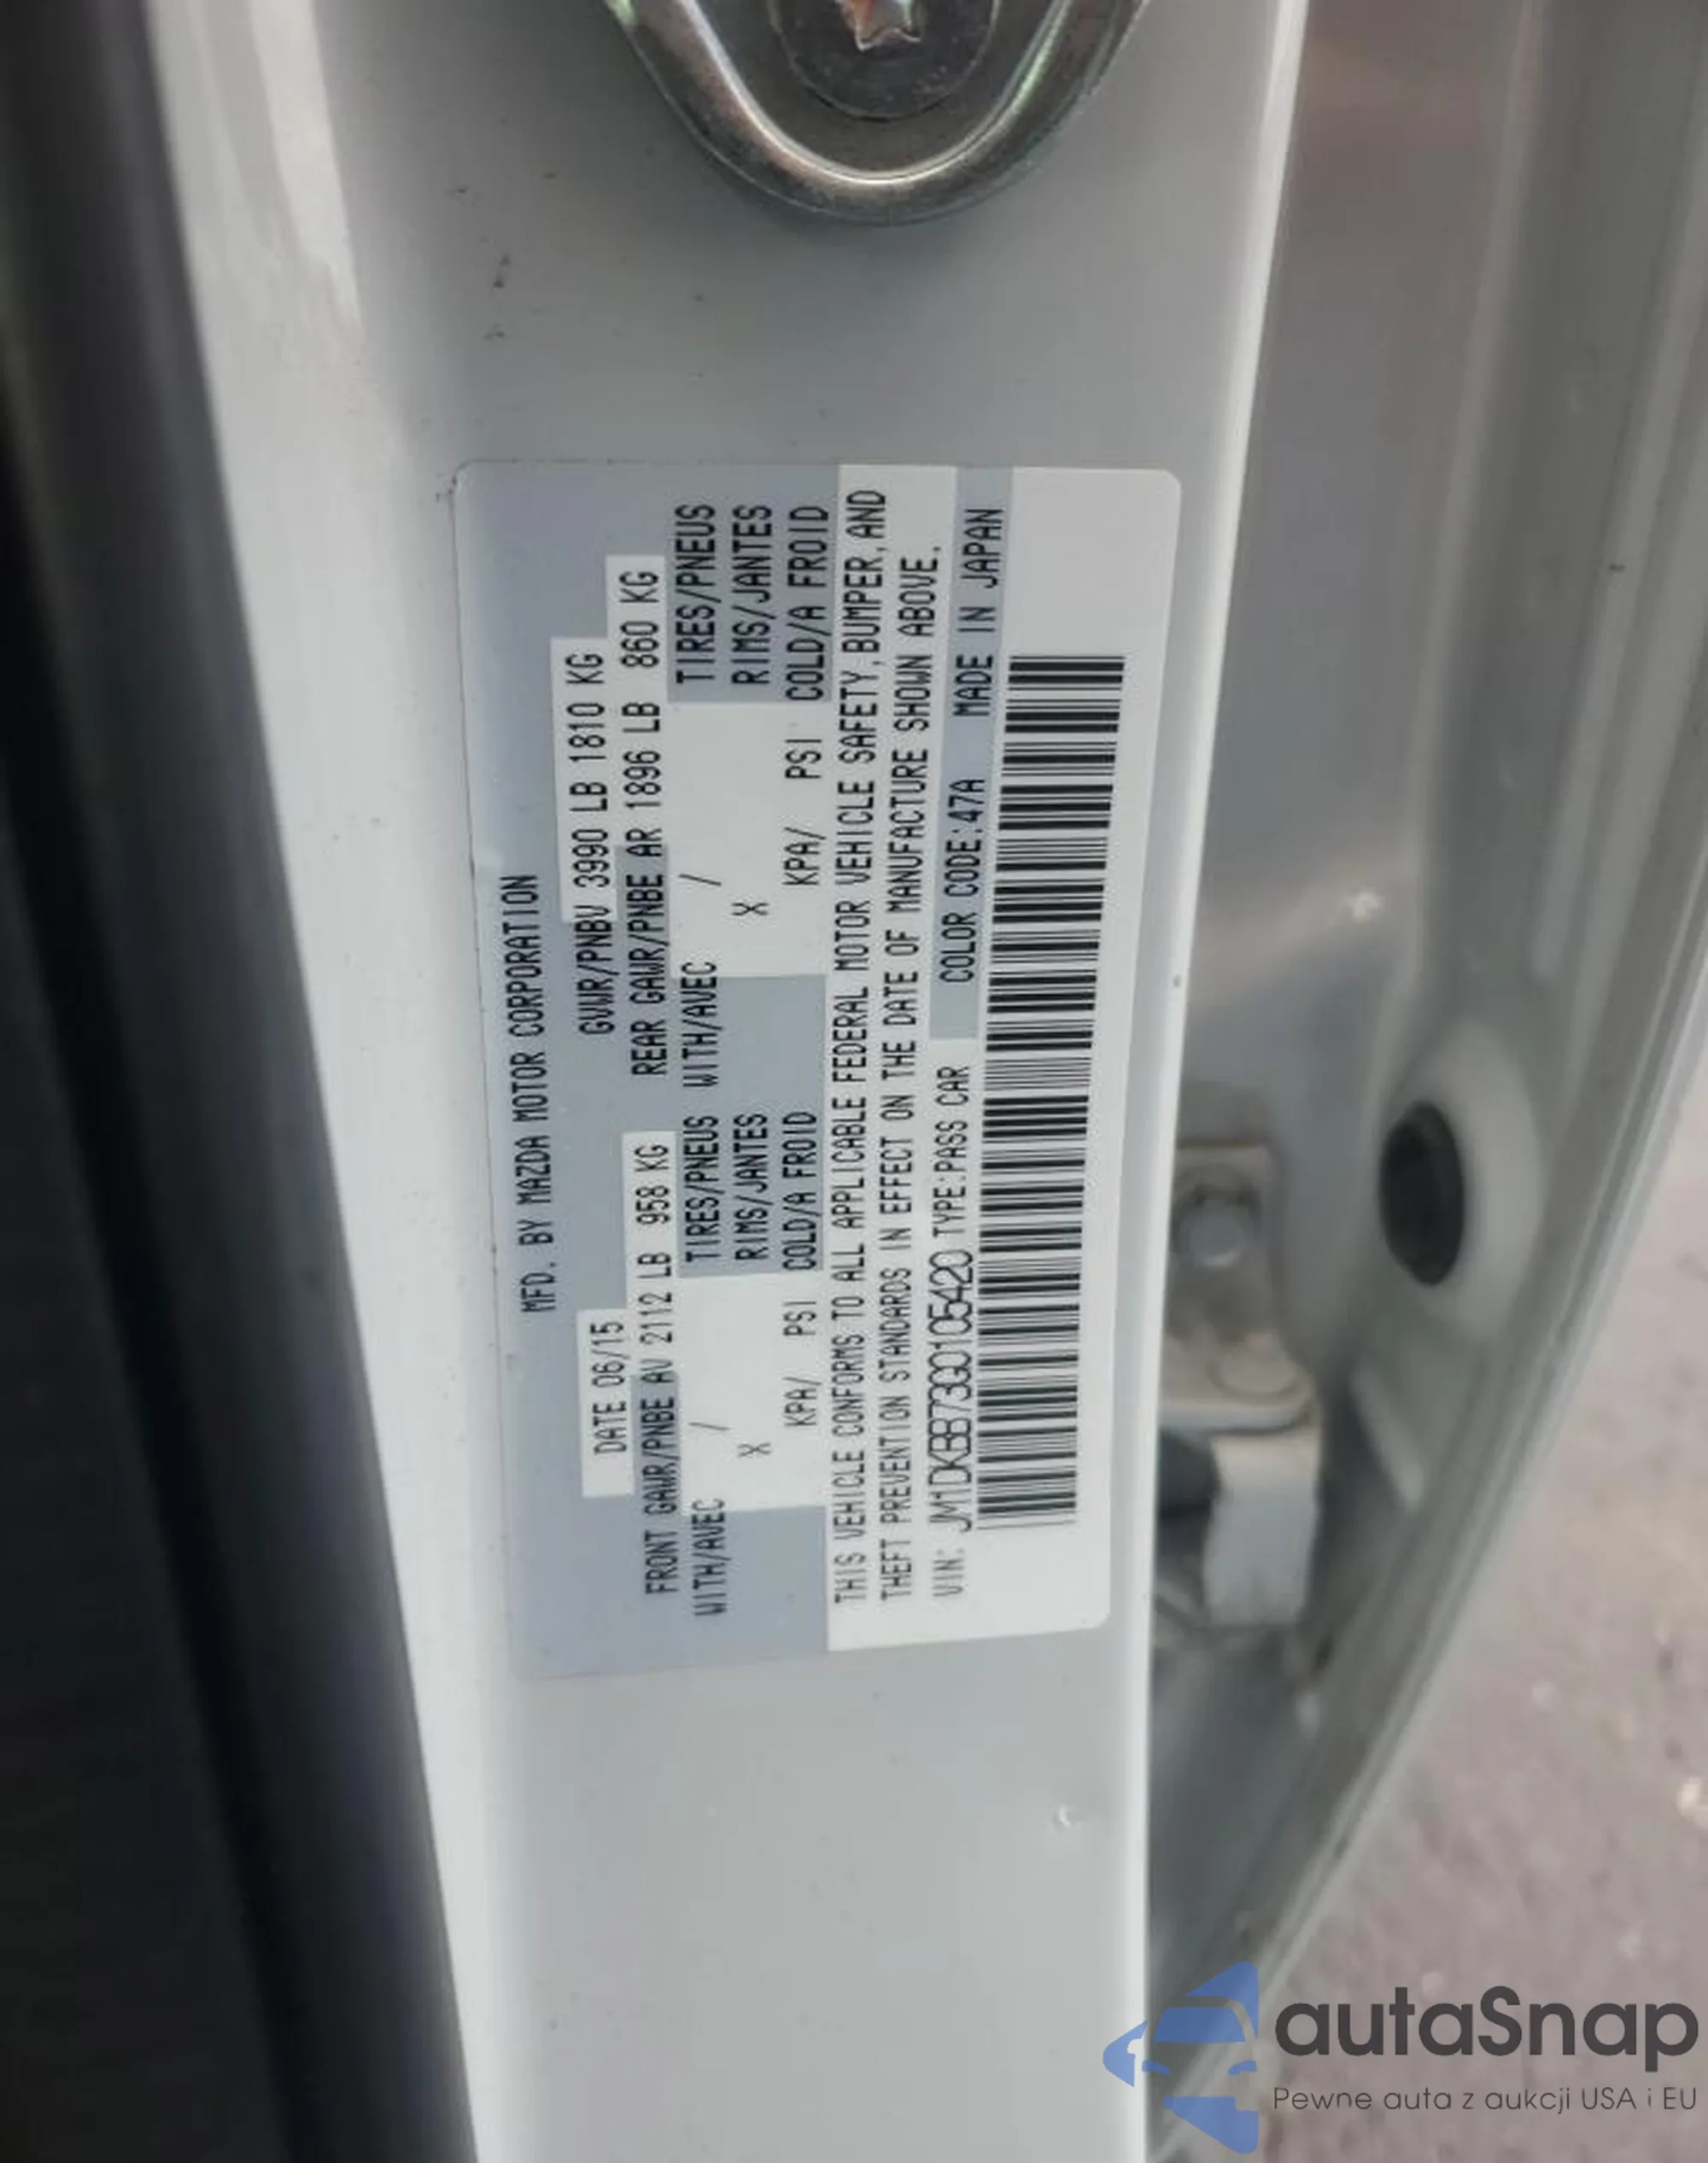 MFD. BY MAZDA MOTOR CORPORATION
DATE 06/15 GVWR/PNBV 3990 LB 1810 KG
FRONT GAWR/PNBE AV 2112 LB 958 KG REAR GAWR/PNBE AR 1896 LB 860 KG
WITH/AVEC / TIRES/PNEUS WITH/AVEC / TIRES/PNEUS
X RIMS/JANTES X RIMS/JANTES
KPA/ PSI COLD/A FROID KPA/ PSI COLD/A FROID
THIS VEHICLE CONFORMS TO ALL APPLICABLE FEDERAL MOTOR VEHICLE SAFETY, BUMPER, AND
THEFT PREVENTION STANDARDS IN EFFECT ON THE DATE OF MANUFACTURE SHOWN ABOVE.
VIN: JM1DKBB73G0105420 TYPE:PASS CAR COLOR CODE:47A MADE IN JAPAN
autaSnap
Pewne auta z aukcji USA i EU